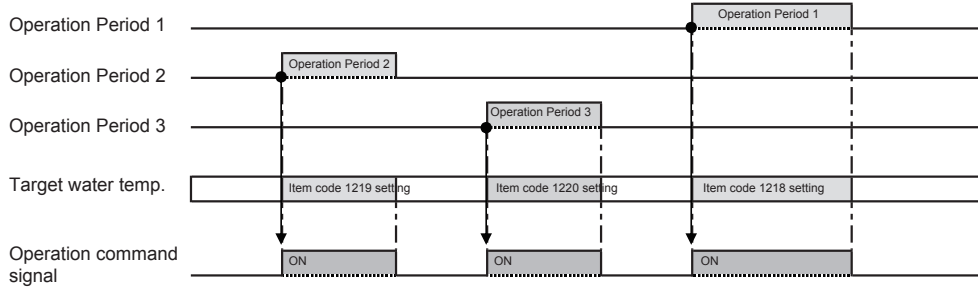 Operation Period 1
Operation Period 1
Operation Period 2
Operation Period 2
Operation Period 3
Operation Period 3
Target water temp.
Item code 1219 setting
Item code 1220 setting
Item code 1218 setting
Operation command
signal
ON
ON
ON